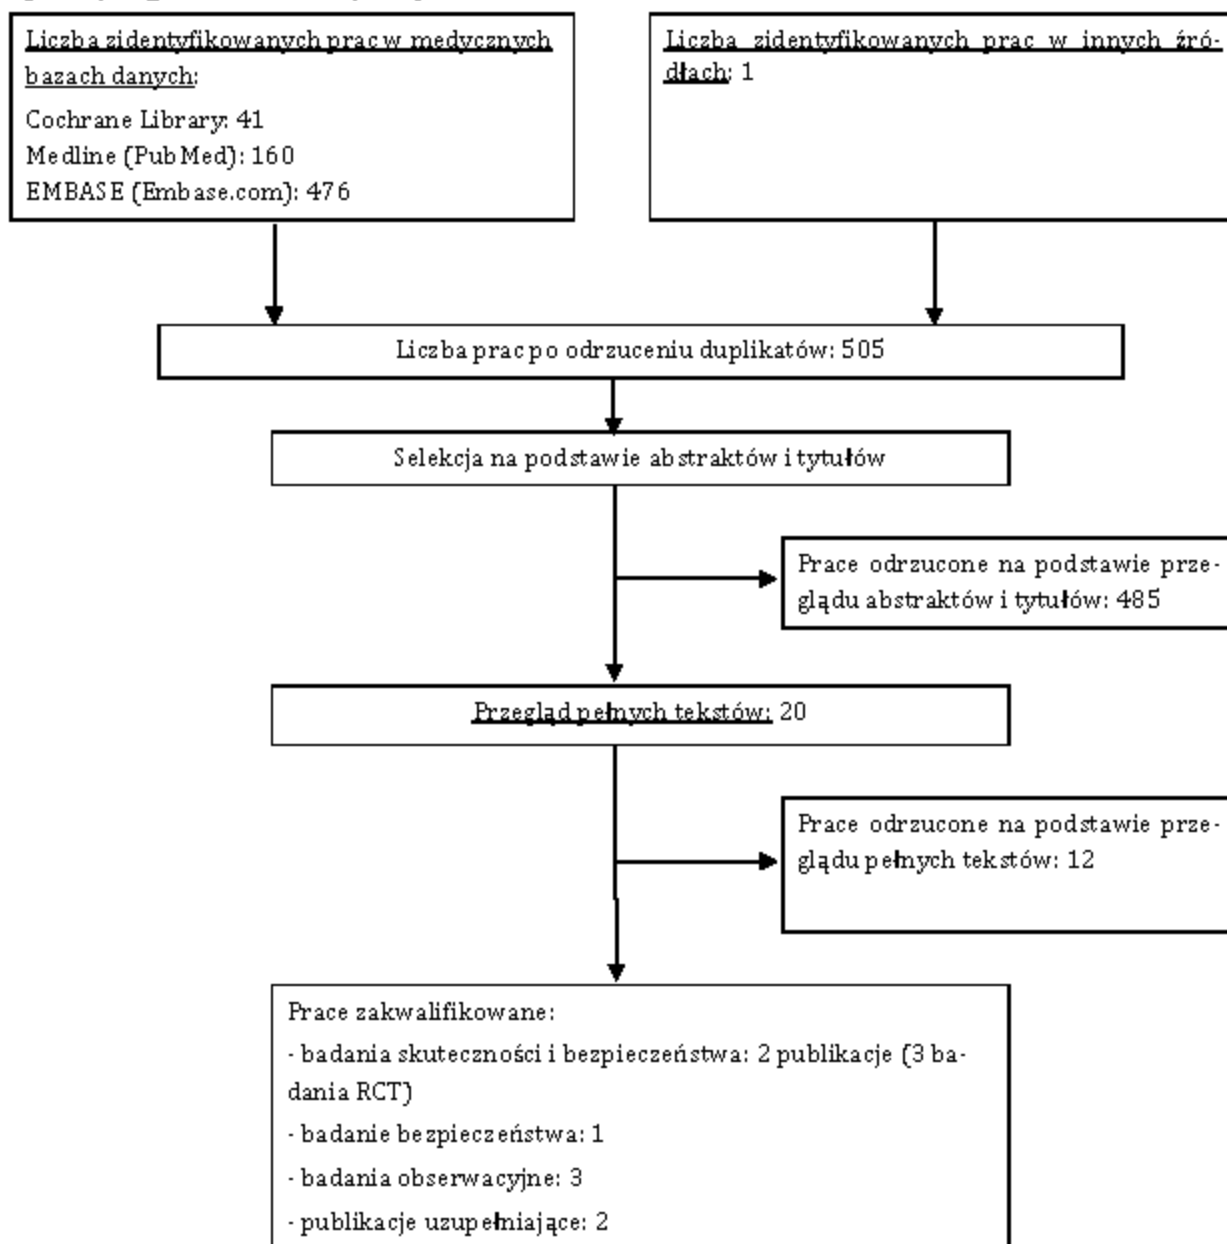 Liczba zidentyfikowanych prac w medycznych
bazach danych:
Cochrane Library: 41
Medline (PubMed): 160
EMBASE (Embase.com): 476
Liczba zidentyfikowanych prac w innych źró-
dłach: 1
Liczba prac po odrzuceniu duplikatów: 505
Selekcja na podstawie abstraktów i tytułów
Prace odrzucone na podstawie prze-
glądu abstraktów i tytułów: 485
Przegląd pełnych tekstów: 20
Prace odrzucone na podstawie prze-
glądu pełnych tekstów: 12
Prace zakwalifikowane:
- badania skuteczności i bezpieczeństwa: 2 publikacje (3 ba-
dania RCT)
- badanie bezpieczeństwa: 1
- badania obserwacyjne: 3
- publikacje uzupełniające: 2